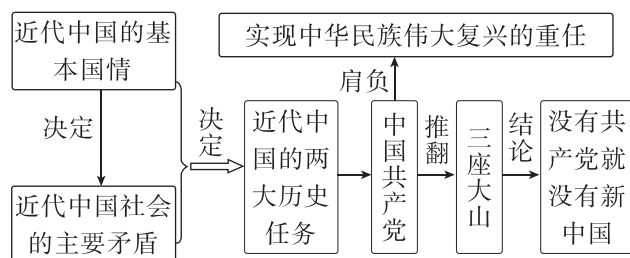 近代中国的基
本国情
实现中华民族伟大复兴的重任
肩负
决定
决定
近代中
国的两
大历史
任务
中国共产党
推翻
三座大山
结论
没有共
产党就
没有新
中国
近代中国社会
的主要矛盾